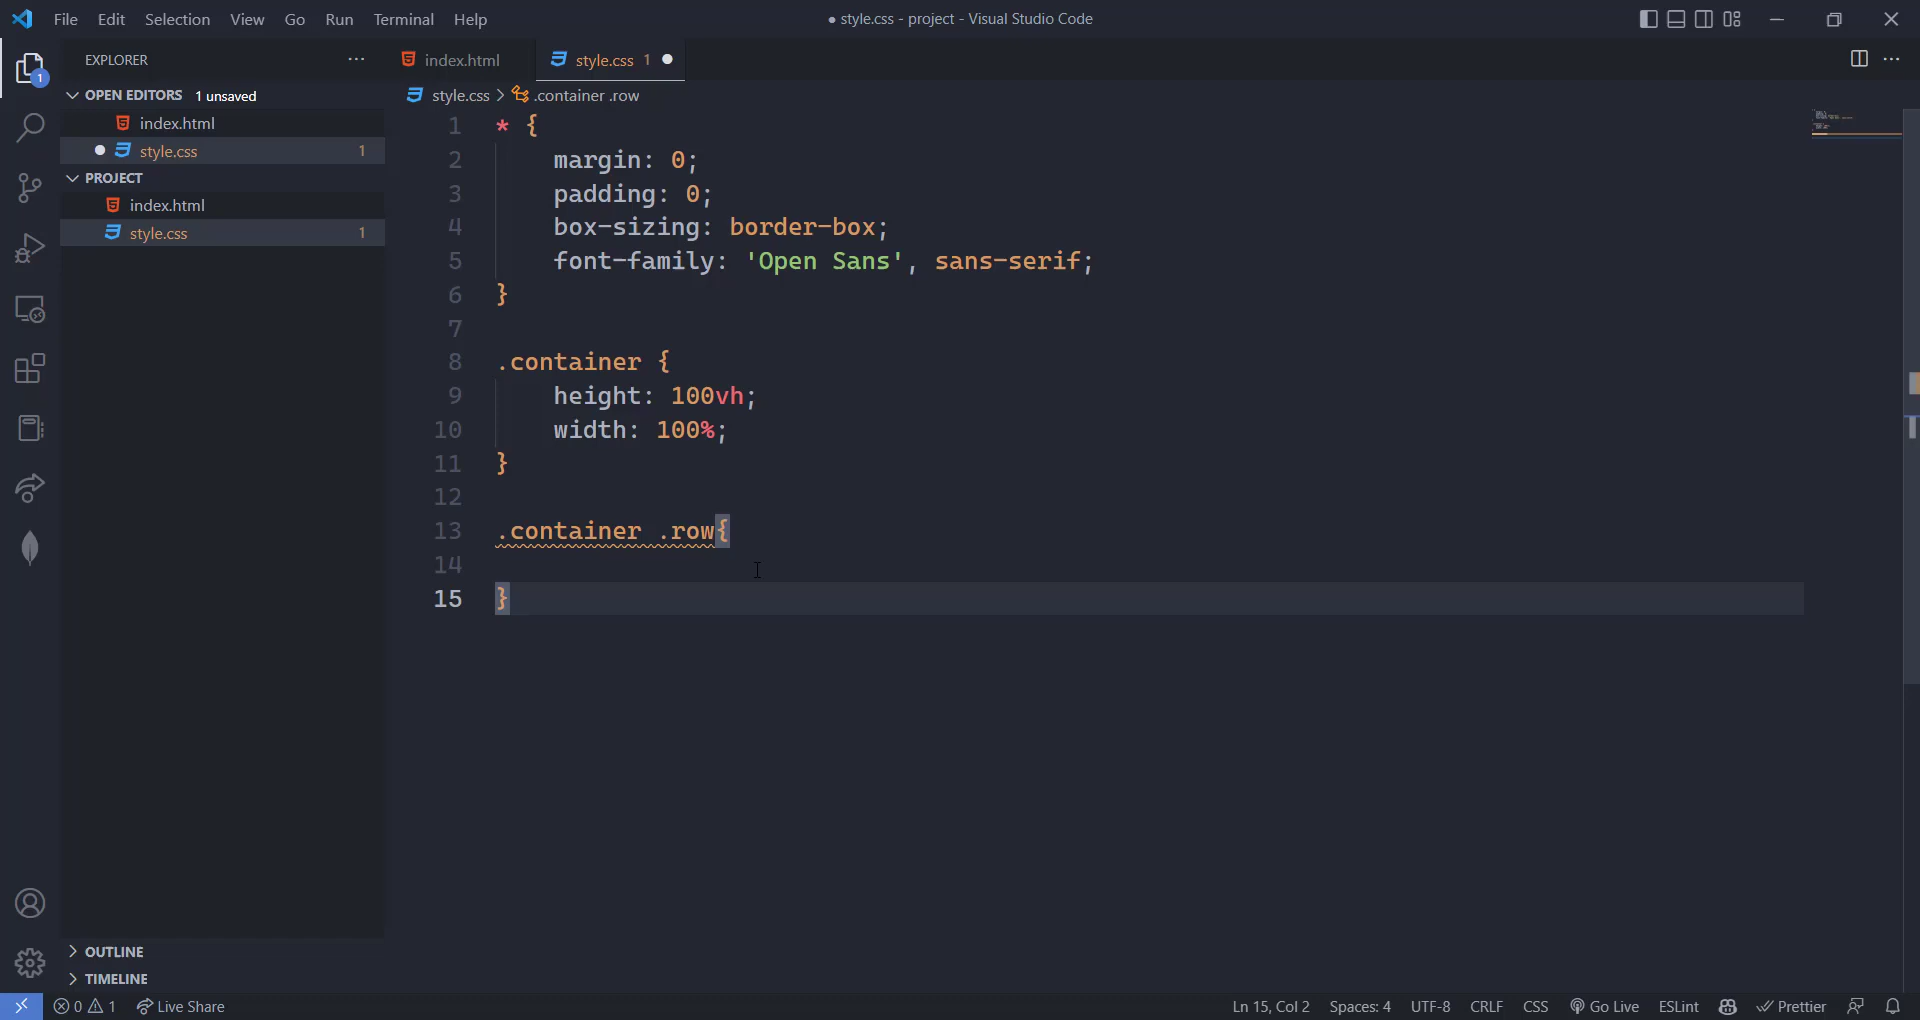 File Edit Selection View Go Run Terminal Help
● style.css - project - Visual Studio Code
EXPLORER
1
OPEN EDITORS 1 unsaved
index.html
style.css 1
PROJECT
index.html
style.css 1
OUTLINE
TIMELINE
index.html
style.css 1
style.css > .container .row
1 * {
2 margin: 0;
3 padding: 0;
4 box-sizing: border-box;
5 font-family: 'Open Sans', sans-serif;
6 }
7
8 .container {
9 height: 100vh;
10 width: 100%;
11 }
12
13 .container .row{
14
15 }
0 1 Live Share
Ln 15, Col 2 Spaces: 4 UTF-8 CRLF CSS Go Live ESLint Prettier